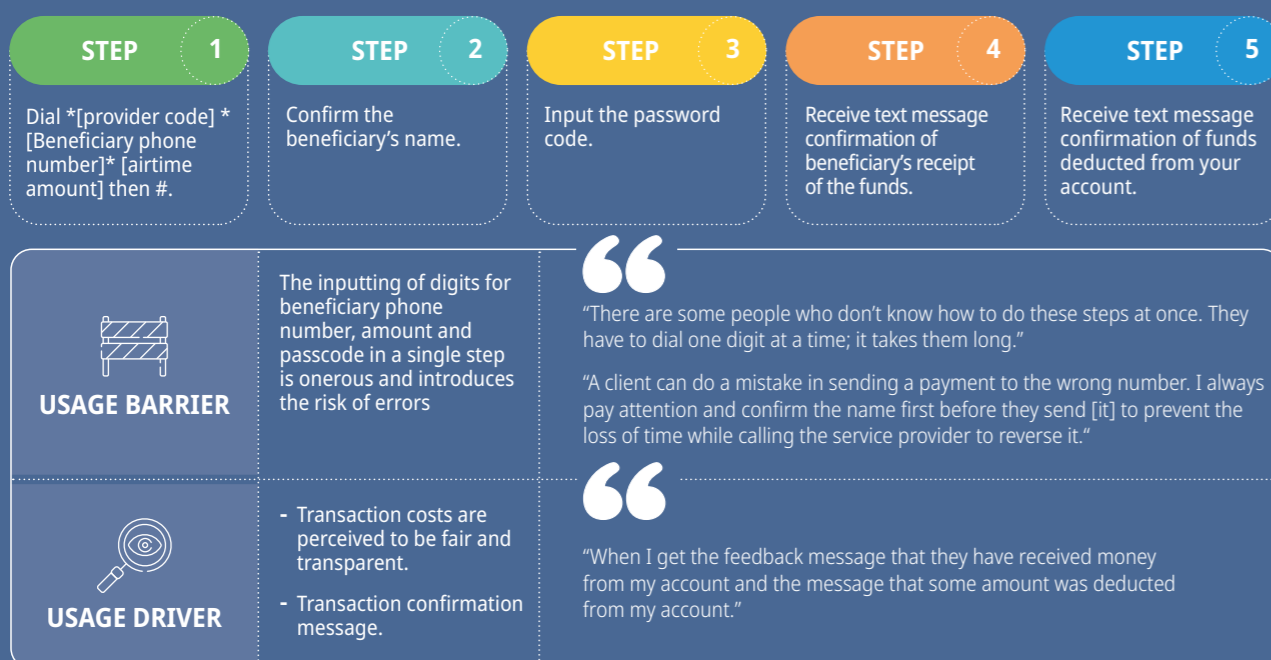 STEP 1
Dial *[provider code] *
[Beneficiary phone
number]* [airtime
amount] then #.
STEP 2
Confirm the
beneficiary’s name.
STEP 3
Input the password
code.
STEP 4
Receive text message
confirmation of
beneficiary’s receipt
of the funds.
STEP 5
Receive text message
confirmation of funds
deducted from your
account.
USAGE BARRIER
The inputting of digits for
beneficiary phone
number, amount and
passcode in a single step
is onerous and introduces
the risk of errors
“
“There are some people who don’t know how to do these steps at once. They
have to dial one digit at a time; it takes them long.”
“A client can do a mistake in sending a payment to the wrong number. I always
pay attention and confirm the name first before they send [it] to prevent the
loss of time while calling the service provider to reverse it.“
USAGE DRIVER
- Transaction costs are
perceived to be fair and
transparent.
- Transaction confirmation
message.
“
“When I get the feedback message that they have received money
from my account and the message that some amount was deducted
from my account.”